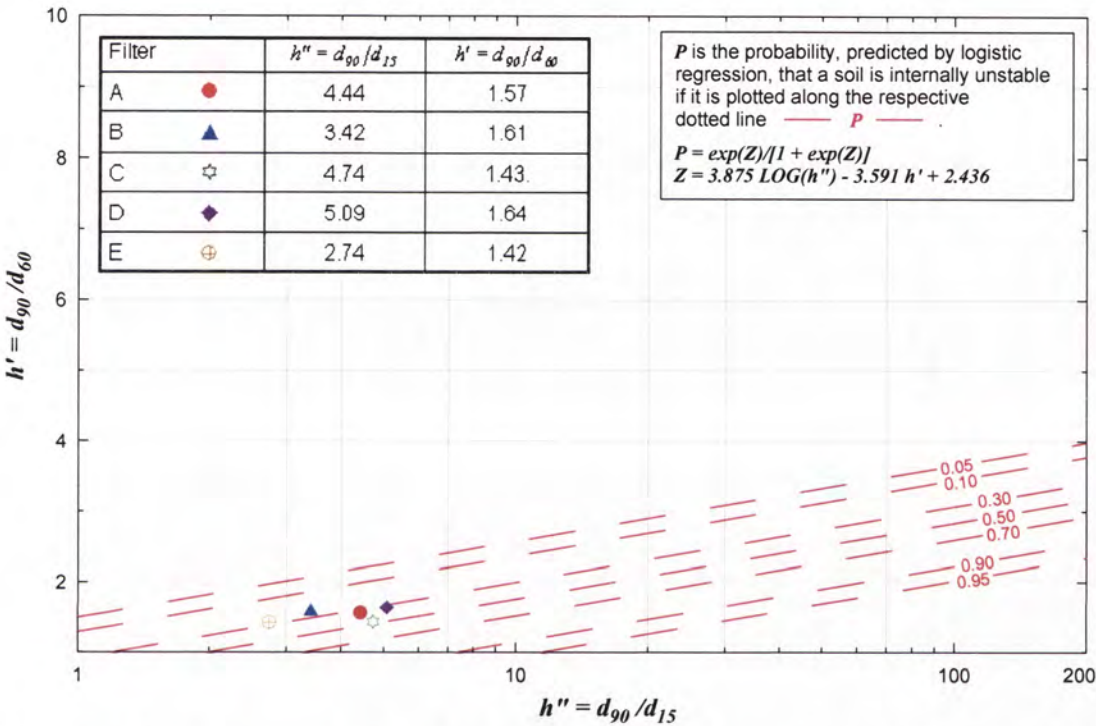 10
8
6
4
2
h' = d90/d60
Filter h'' = d90/d15 h' = d90/d60
A 4.44 1.57
B 3.42 1.61
C 4.74 1.43.
D 5.09 1.64
E 2.74 1.42
P is the probability, predicted by logistic
regression, that a soil is internally unstable
if it is plotted along the respective
dotted line — P — .
P = exp(Z)/[1 + exp(Z)]
Z = 3.875 LOG(h'') - 3.591 h' + 2.436
0.05
0.10
0.30
0.50
0.70
0.90
0.95
1 10 100 200
h'' = d90/d15